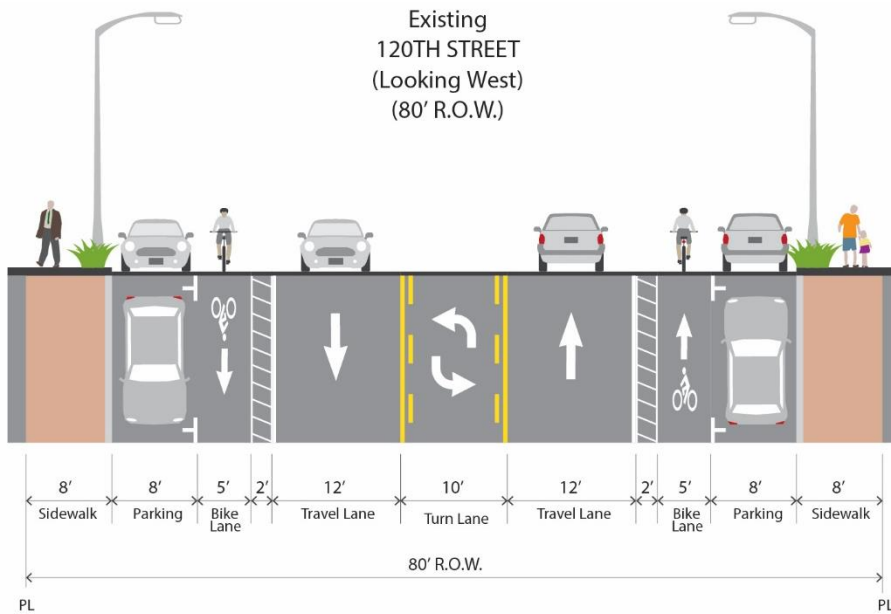 Existing
120TH STREET
(Looking West)
(80’ R.O.W.)
8’ 8’ 5’ 2’ 12’ 10’ 12’ 2’ 5’ 8’ 8’
Sidewalk Parking Bike Lane Travel Lane Turn Lane Travel Lane Bike Lane Parking Sidewalk
80’ R.O.W.
PL PL